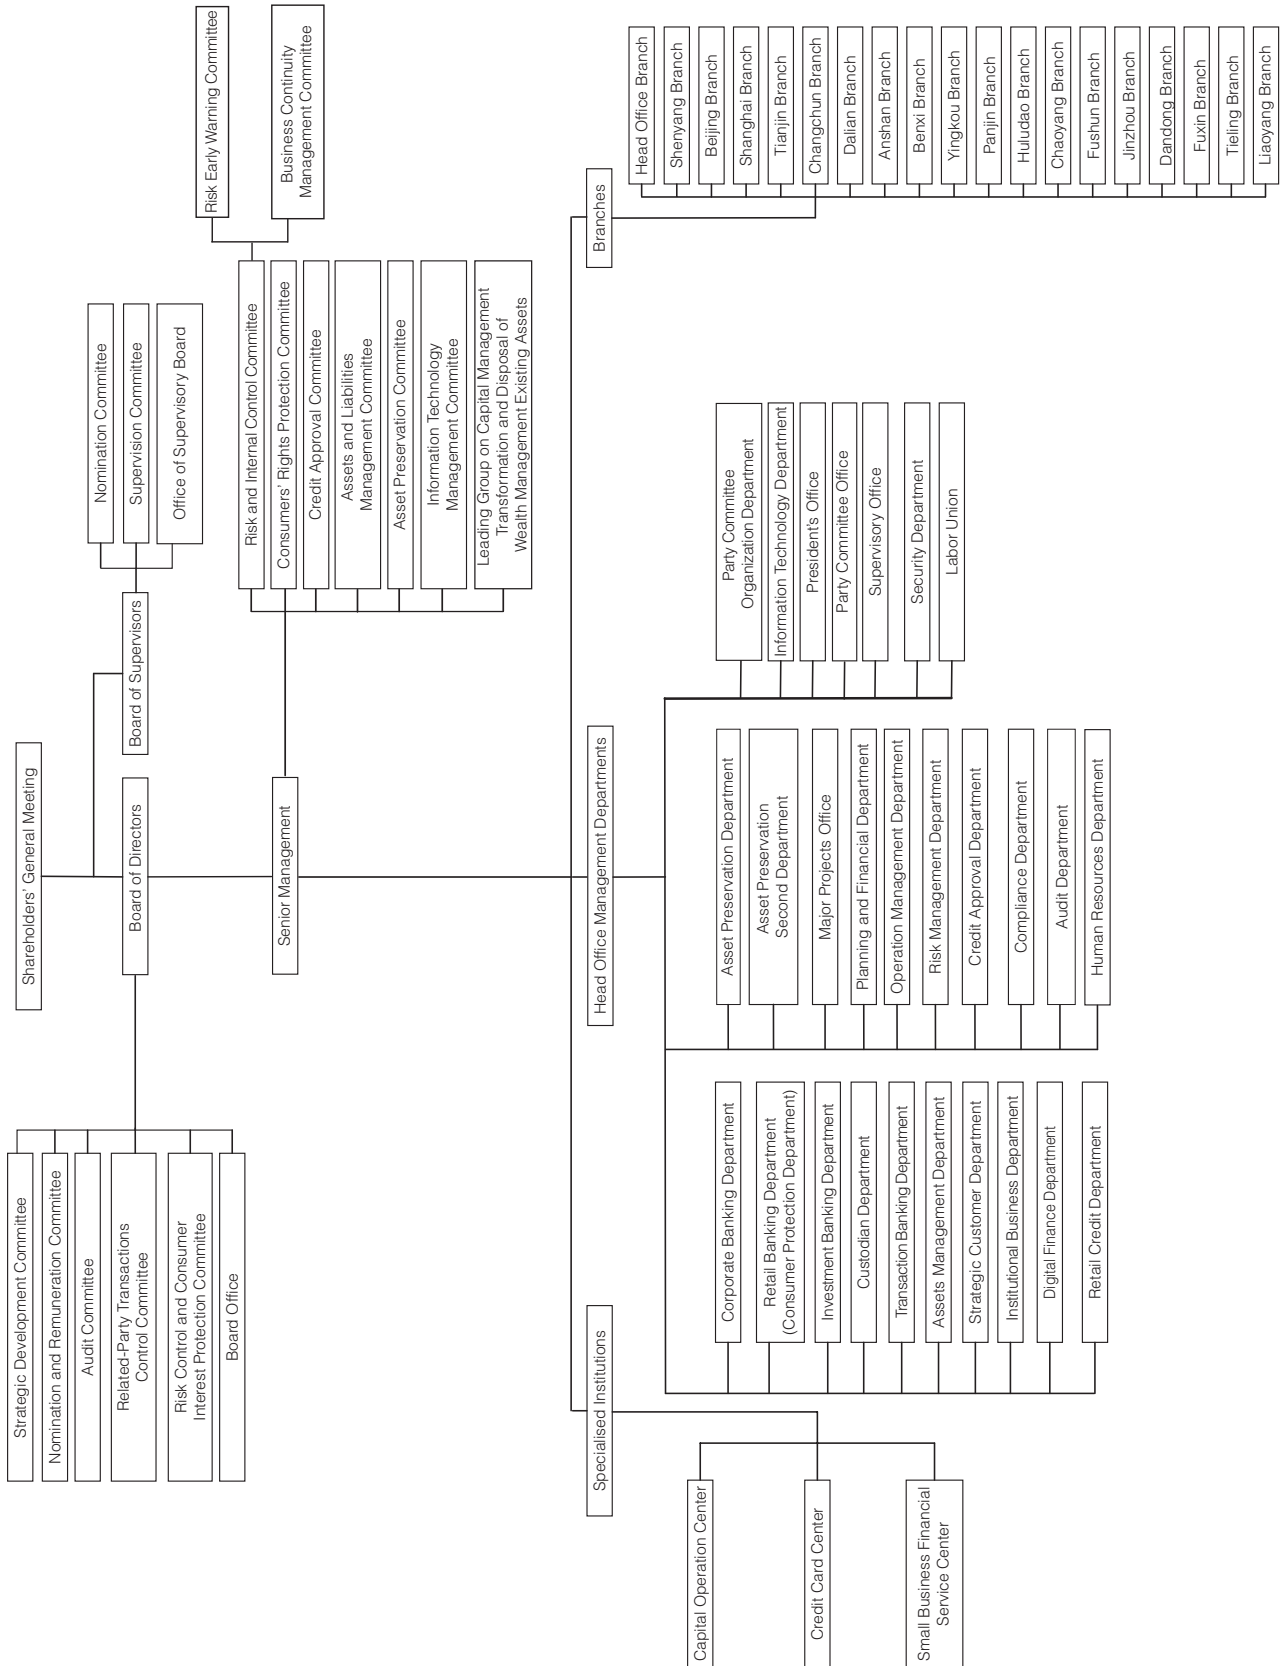 Shareholders' General Meeting
Board of Directors
Board of Supervisors
Strategic Development Committee
Nomination and Remuneration Committee
Audit Committee
Related-Party Transactions
Control Committee
Risk Control and Consumer
Interest Protection Committee
Board Office
Nomination Committee
Supervision Committee
Office of Supervisory Board
Senior Management
Risk and Internal Control Committee
Consumers' Rights Protection Committee
Credit Approval Committee
Assets and Liabilities
Management Committee
Asset Preservation Committee
Information Technology
Management Committee
Leading Group on Capital Management
Transformation and Disposal of
Wealth Management Existing Assets
Risk Early Warning Committee
Business Continuity
Management Committee
Specialised Institutions
Head Office Management Departments
Branches
Capital Operation Center
Credit Card Center
Small Business Financial
Service Center
Corporate Banking Department
Retail Banking Department
(Consumer Protection Department)
Investment Banking Department
Custodian Department
Transaction Banking Department
Assets Management Department
Strategic Customer Department
Institutional Business Department
Digital Finance Department
Retail Credit Department
Asset Preservation Department
Asset Preservation
Second Department
Major Projects Office
Planning and Financial Department
Operation Management Department
Risk Management Department
Credit Approval Department
Compliance Department
Audit Department
Human Resources Department
Party Committee
Organization Department
Information Technology Department
President's Office
Party Committee Office
Supervisory Office
Security Department
Labor Union
Head Office Branch
Shenyang Branch
Beijing Branch
Shanghai Branch
Tianjin Branch
Changchun Branch
Dalian Branch
Anshan Branch
Benxi Branch
Yingkou Branch
Panjin Branch
Huludao Branch
Chaoyang Branch
Fushun Branch
Jinzhou Branch
Dandong Branch
Fuxin Branch
Tieling Branch
Liaoyang Branch